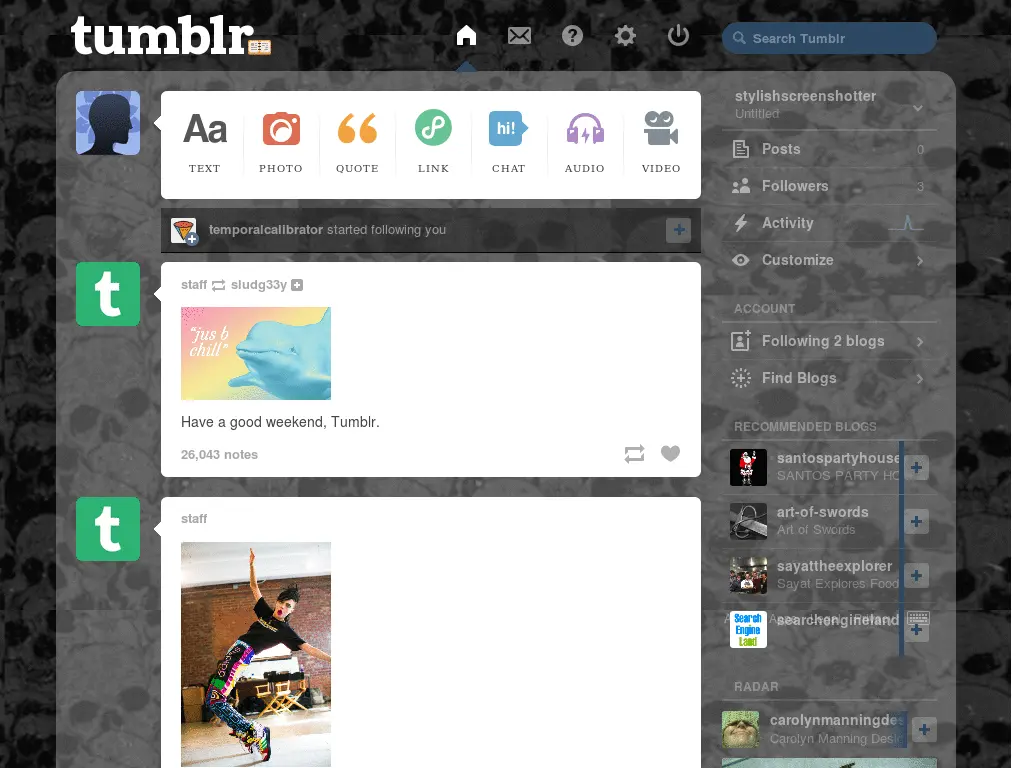 tumblr
Search Tumblr
Aa
TEXT
PHOTO
QUOTE
LINK
hi!
CHAT
AUDIO
VIDEO
temporalcalibrator started following you
staff sludg33y
"jus b
chill"
Have a good weekend, Tumblr.
26,043 notes
t
t
staff
adidas
stylishscreenshotter
Untitled
Posts 0
Followers 3
Activity
Customize
ACCOUNT
Following 2 blogs
Find Blogs
RECOMMENDED BLOGS
santospartyhouse
SANTOS PARTY HO
art-of-swords
Art of Swords
sayattheexplorer
Sayat Explores Food
searchengineland
Search
Engine
Land
RADAR
carolynmanningdes
Carolyn Manning Desi